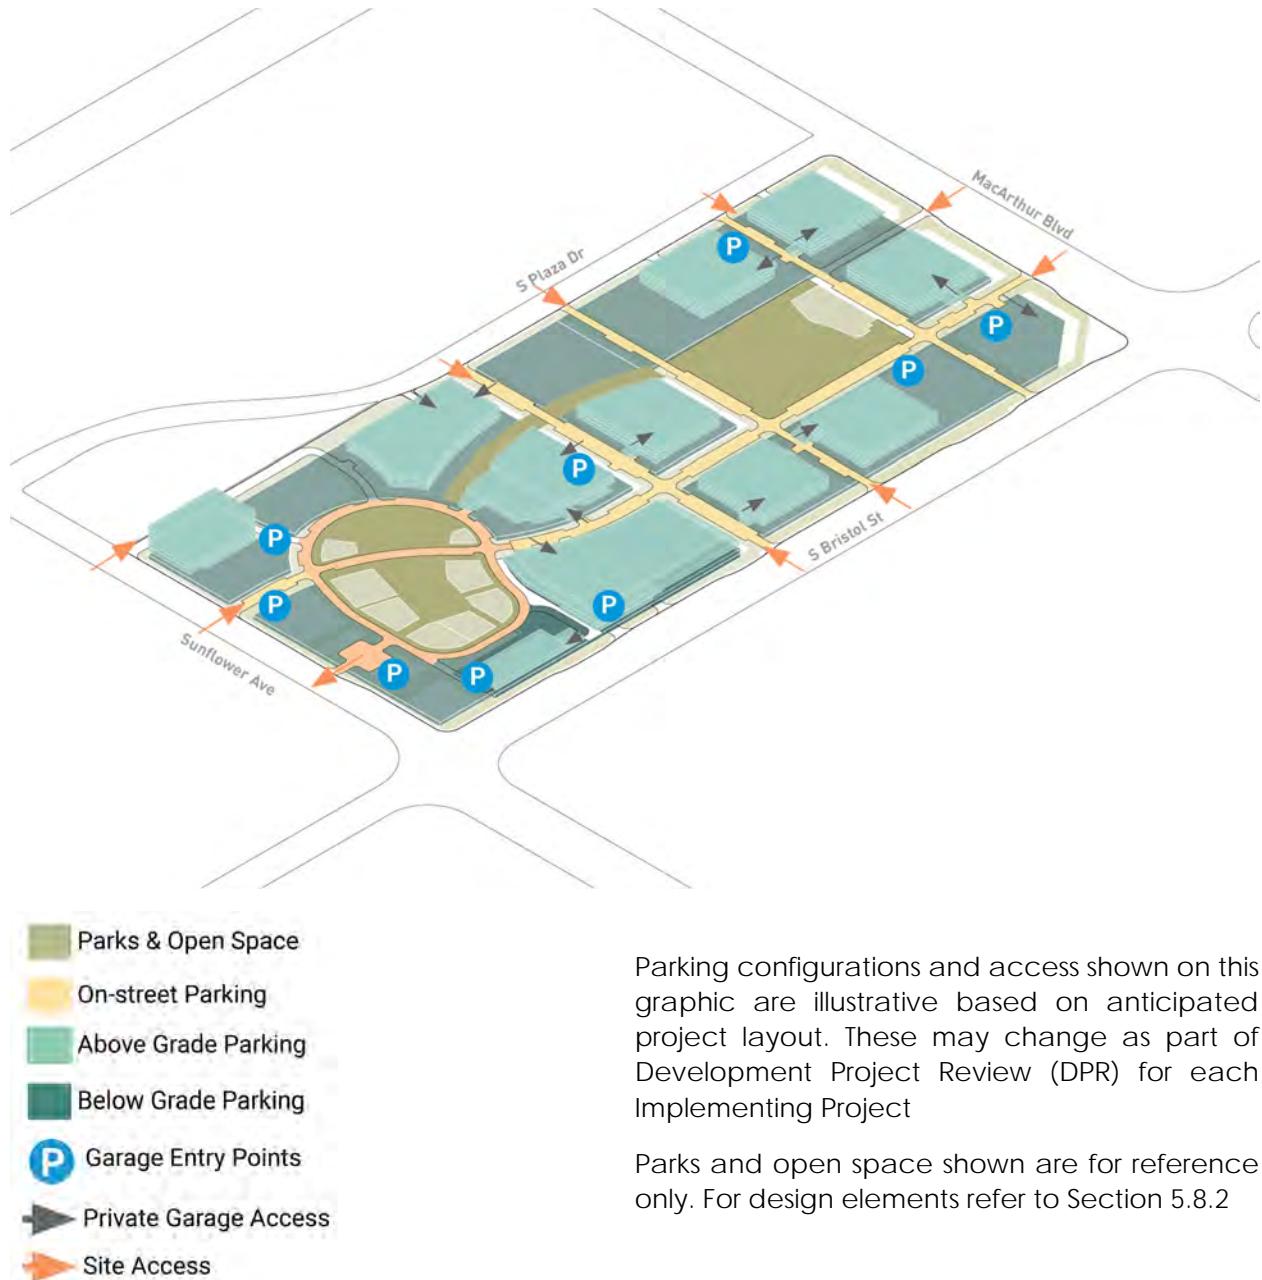 MacArthur Blvd
S Plaza Dr
P
P
P
P
S Bristol St
P
P
P
Sunflower Ave
P
P
Parks & Open Space
On-street Parking
Above Grade Parking
Below Grade Parking
P Garage Entry Points
Private Garage Access
Site Access
Parking configurations and access shown on this
graphic are illustrative based on anticipated
project layout. These may change as part of
Development Project Review (DPR) for each
Implementing Project
Parks and open space shown are for reference
only. For design elements refer to Section 5.8.2